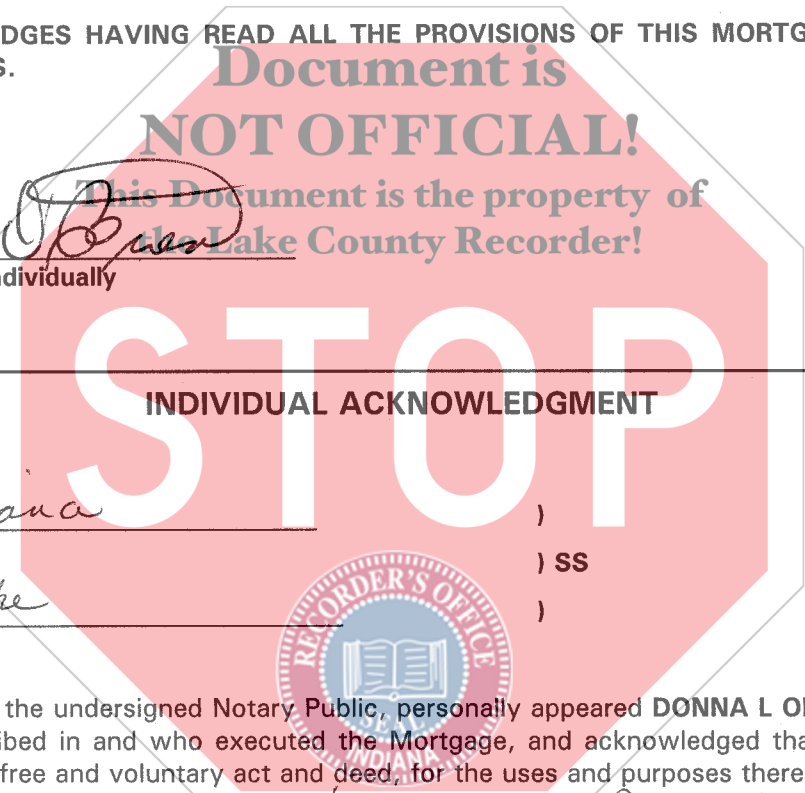 DGES HAVING READ ALL THE PROVISIONS OF THIS MORTG
S.
Document is
NOT OFFICIAL!
This Document is the property of
the Lake County Recorder!
ndividually
STOP
INDIVIDUAL ACKNOWLEDGMENT
ana )
) SS
ke )
RECORDER'S OFFICE
SEAL
INDIANA
the undersigned Notary Public, personally appeared DONNA L O
ibed in and who executed the Mortgage, and acknowledged tha
free and voluntary act and deed, for the uses and purposes there